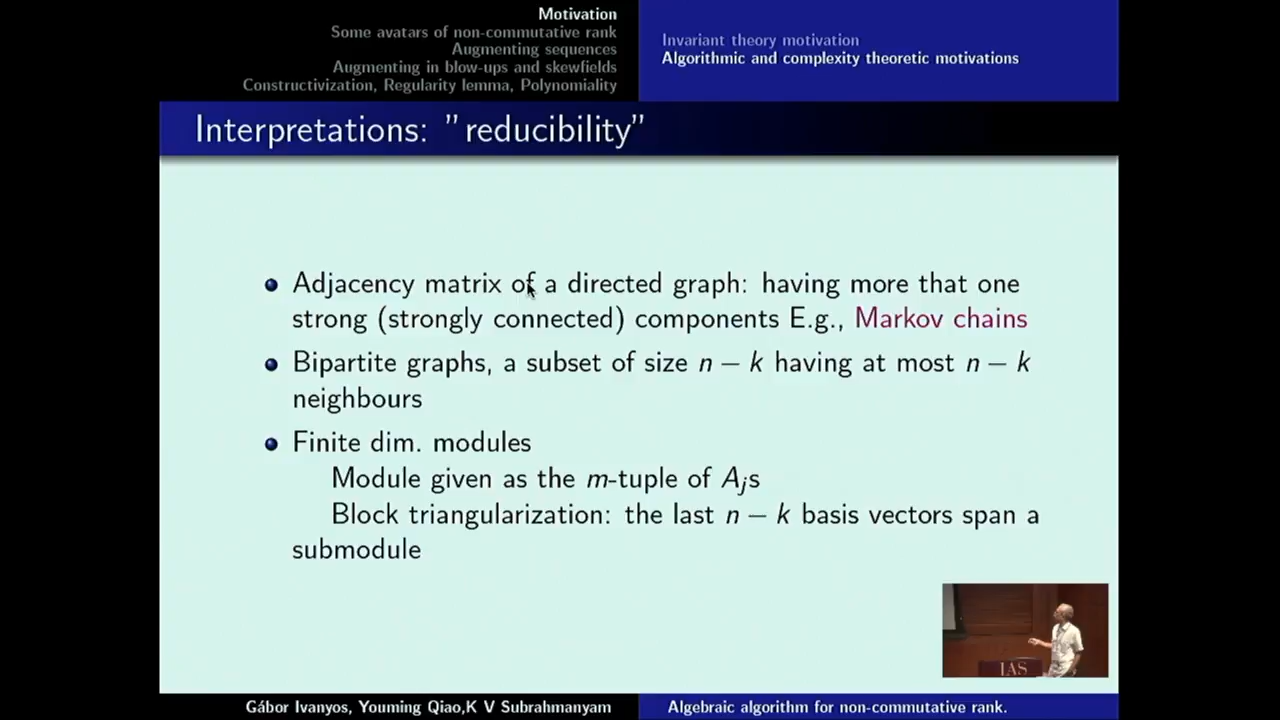 Motivation
Some avatars of non-commutative rank
Augmenting sequences
Augmenting in blow-ups and skewfields
Constructivization, Regularity lemma, Polynomiality
Invariant theory motivation
Algorithmic and complexity theoretic motivations
Interpretations: "reducibility"
Adjacency matrix of a directed graph: having more that one
strong (strongly connected) components E.g., Markov chains
Bipartite graphs, a subset of size n − k having at most n − k
neighbours
Finite dim. modules
Module given as the m-tuple of Ajs
Block triangularization: the last n − k basis vectors span a
submodule
IAS
Gábor Ivanyos, Youming Qiao,K V Subrahmanyam
Algebraic algorithm for non-commutative rank.